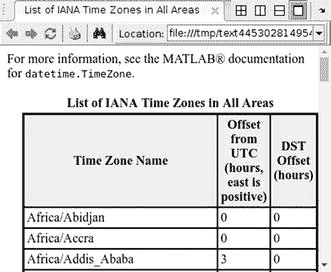 List of IANA Time Zones in All Areas
Location: file:///tmp/text445302814954
For more information, see the MATLAB® documentation
for datetime.TimeZone.
List of IANA Time Zones in All Areas
Time Zone Name
Offset
from
UTC
(hours,
east is
positive)
DST
Offset
(hours)
Africa/Abidjan 0 0
Africa/Accra 0 0
Africa/Addis_Ababa 3 0